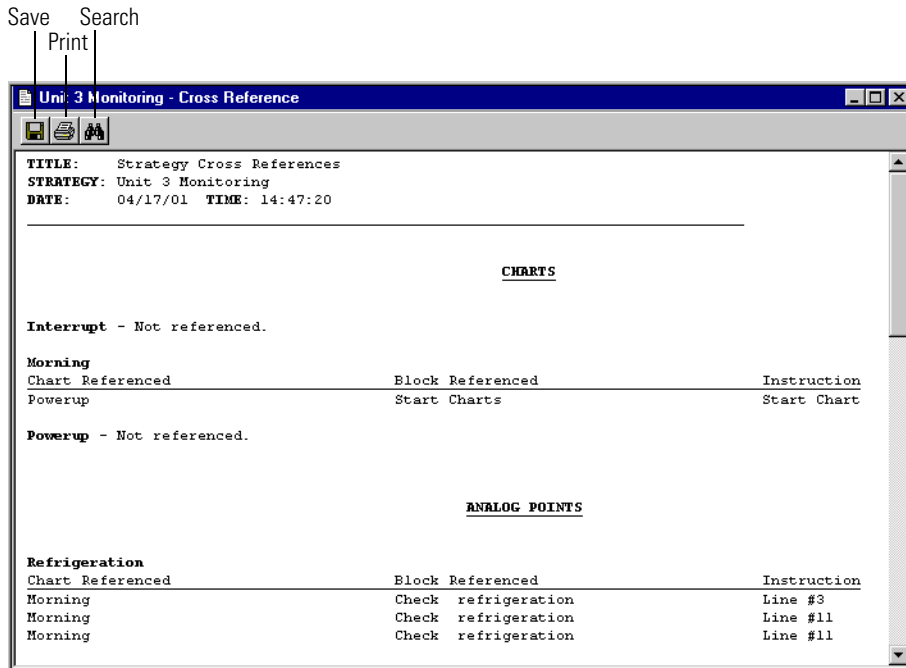 Save Search
Print
Unit 3 Monitoring - Cross Reference
TITLE: Strategy Cross References
STRATEGY: Unit 3 Monitoring
DATE: 04/17/01 TIME: 14:47:20
CHARTS
Interrupt - Not referenced.
Morning
Chart Referenced Block Referenced Instruction
Powerup Start Charts Start Chart
Powerup - Not referenced.
ANALOG POINTS
Refrigeration
Chart Referenced Block Referenced Instruction
Morning Check refrigeration Line #3
Morning Check refrigeration Line #11
Morning Check refrigeration Line #11